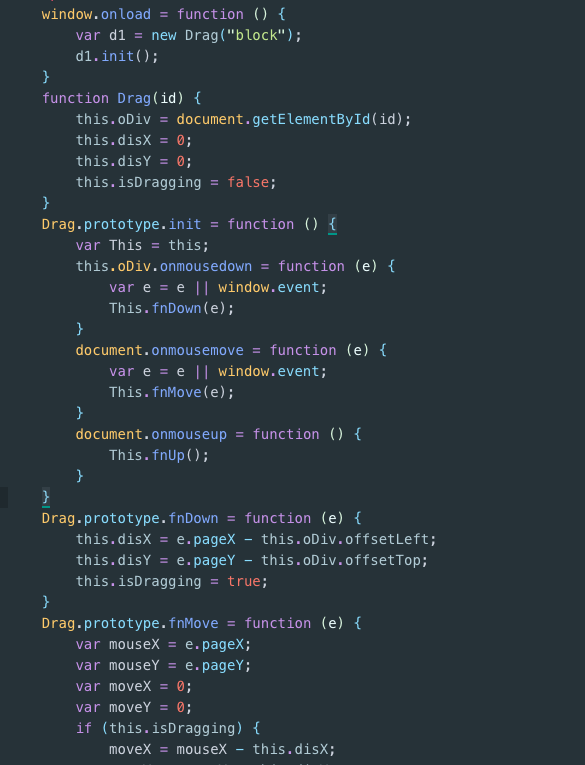 window.onload = function () {
    var d1 = new Drag("block");
    d1.init();
}
function Drag(id) {
    this.oDiv = document.getElementById(id);
    this.disX = 0;
    this.disY = 0;
    this.isDragging = false;
}
Drag.prototype.init = function () {
    var This = this;
    this.oDiv.onmousedown = function (e) {
        var e = e || window.event;
        This.fnDown(e);
    }
    document.onmousemove = function (e) {
        var e = e || window.event;
        This.fnMove(e);
    }
    document.onmouseup = function () {
        This.fnUp();
    }
}
Drag.prototype.fnDown = function (e) {
    this.disX = e.pageX - this.oDiv.offsetLeft;
    this.disY = e.pageY - this.oDiv.offsetTop;
    this.isDragging = true;
}
Drag.prototype.fnMove = function (e) {
    var mouseX = e.pageX;
    var mouseY = e.pageY;
    var moveX = 0;
    var moveY = 0;
    if (this.isDragging) {
        moveX = mouseX - this.disX;